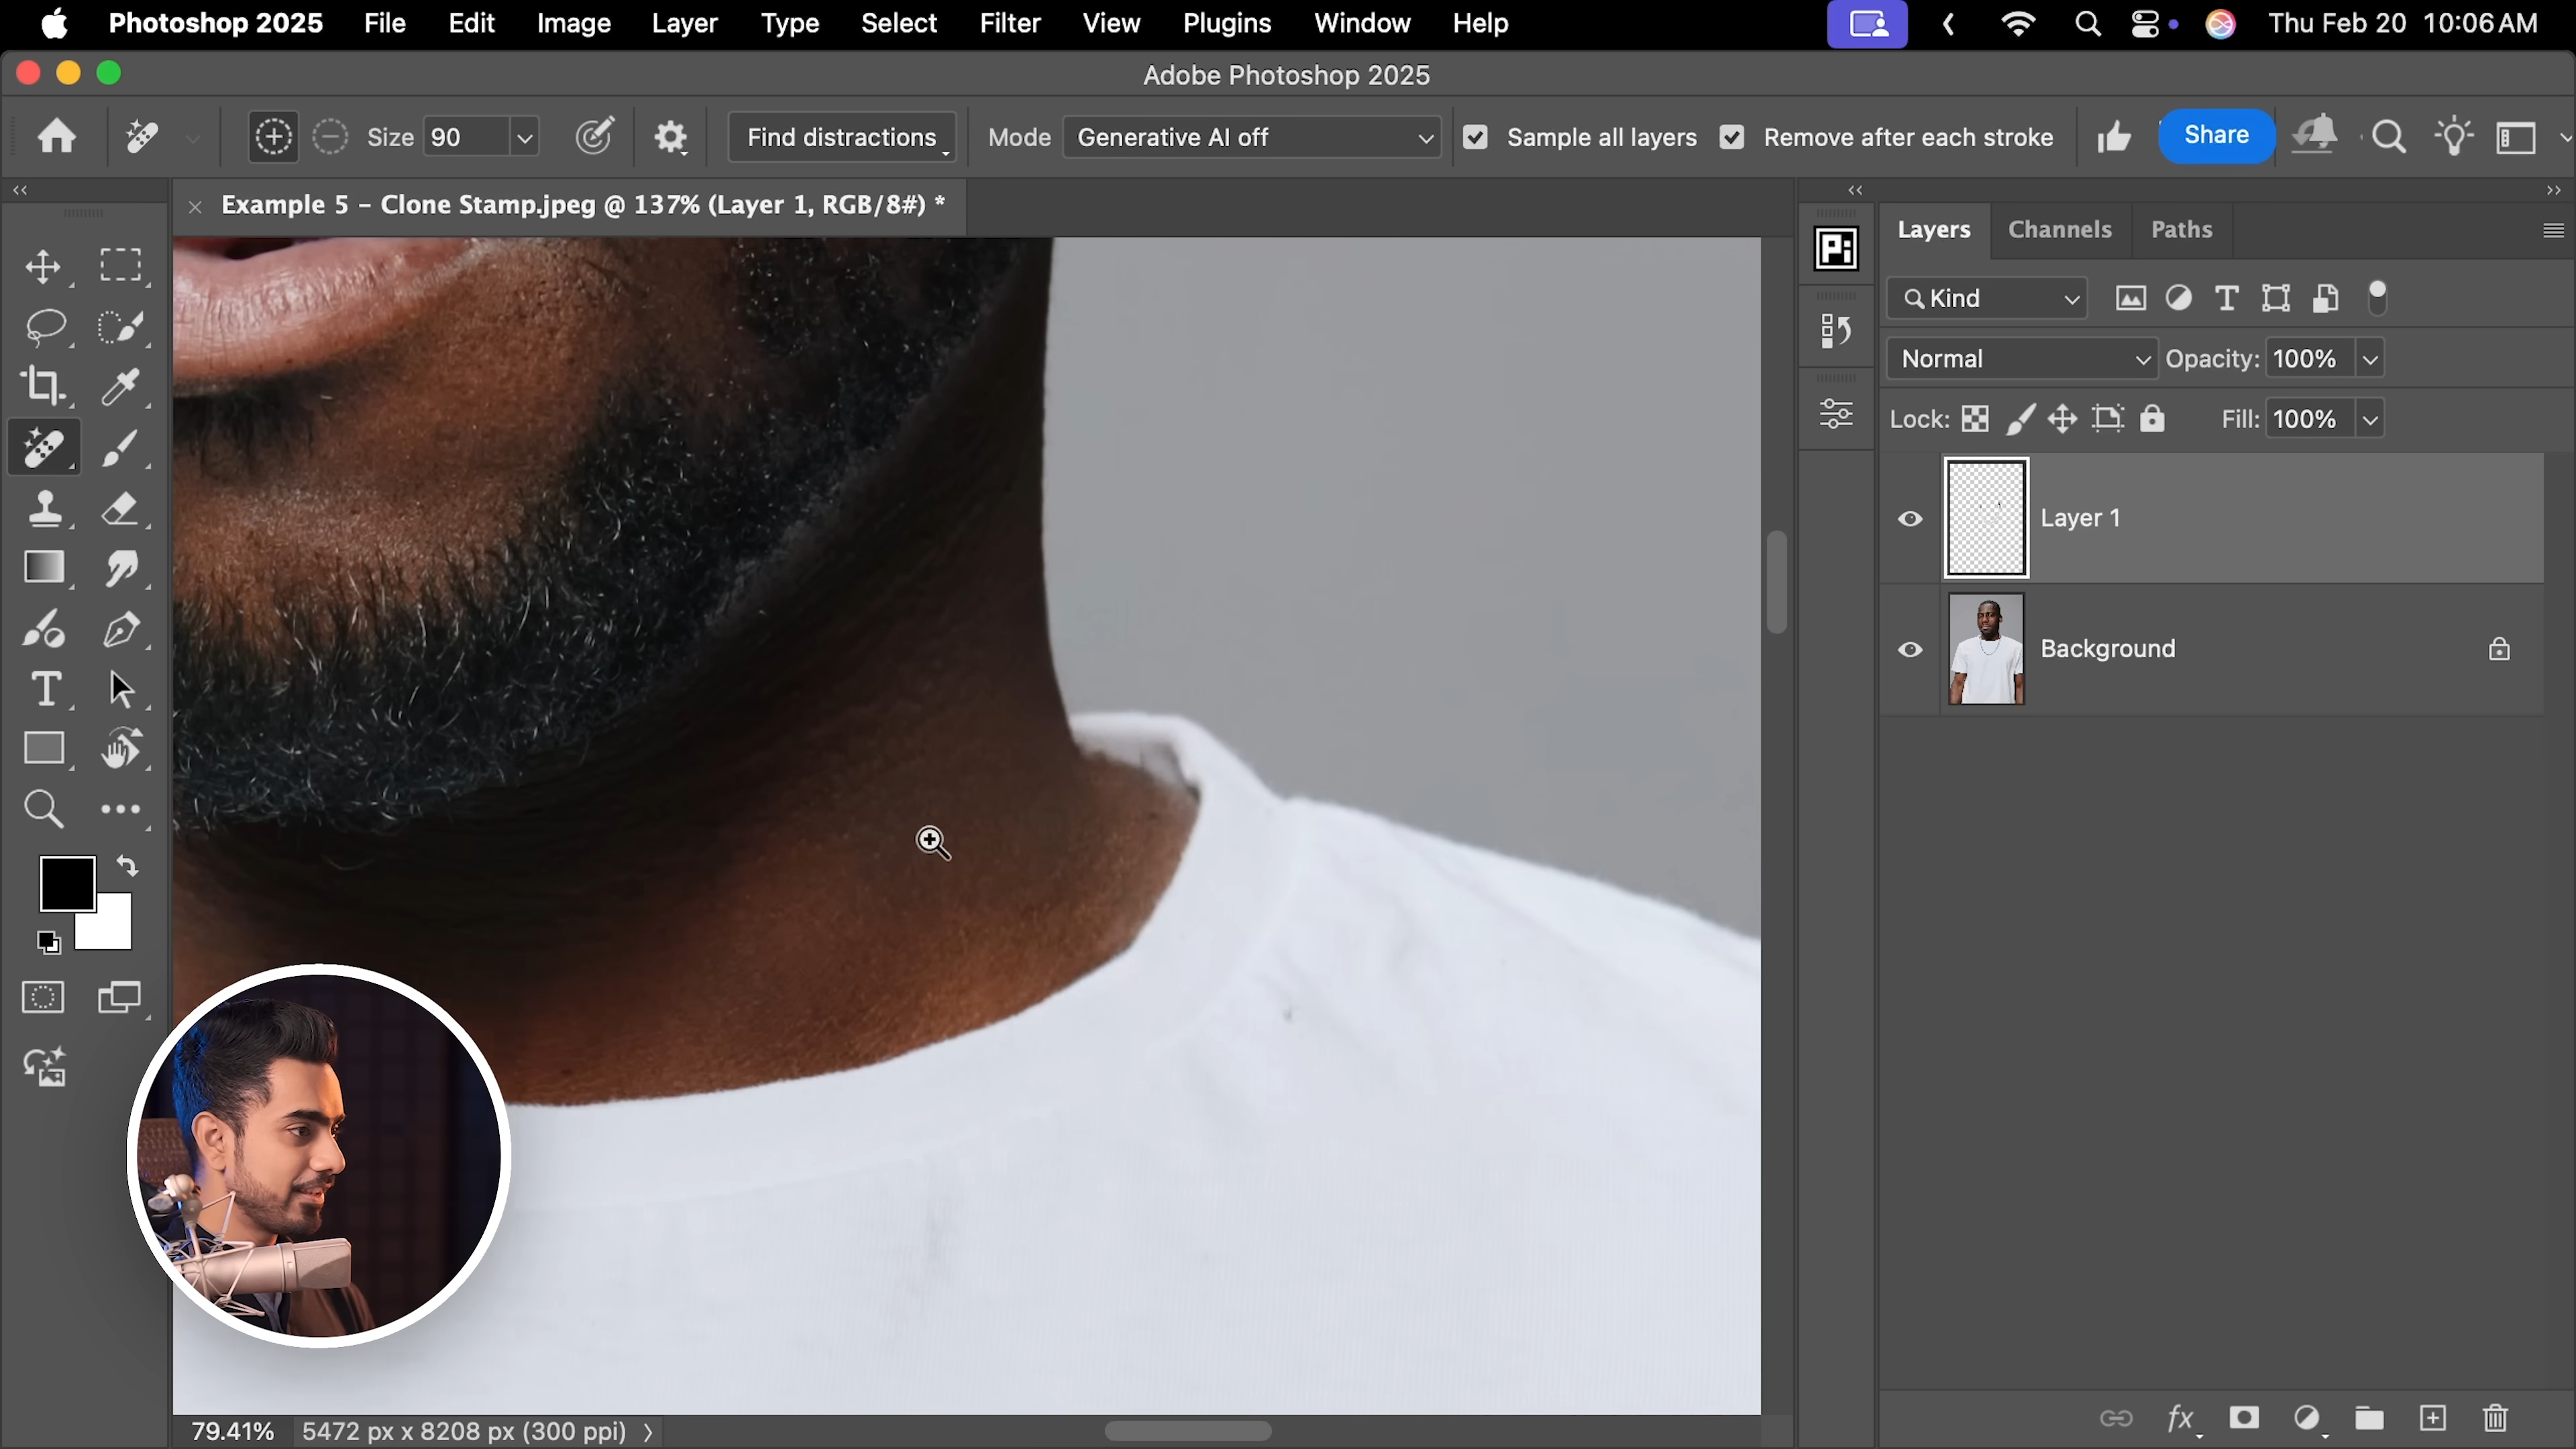 Photoshop 2025 File Edit Image Layer Type Select Filter View Plugins Window Help Thu Feb 20 10:06 AM
Adobe Photoshop 2025
Size 90 Find distractions Mode Generative AI off Sample all layers Remove after each stroke Share
Example 5 – Clone Stamp.jpeg @ 137% (Layer 1, RGB/8#) *
Pi
Layers Channels Paths
Kind
Normal Opacity: 100%
Lock: Fill: 100%
Layer 1
Background
79.41% 5472 px x 8208 px (300 ppi)